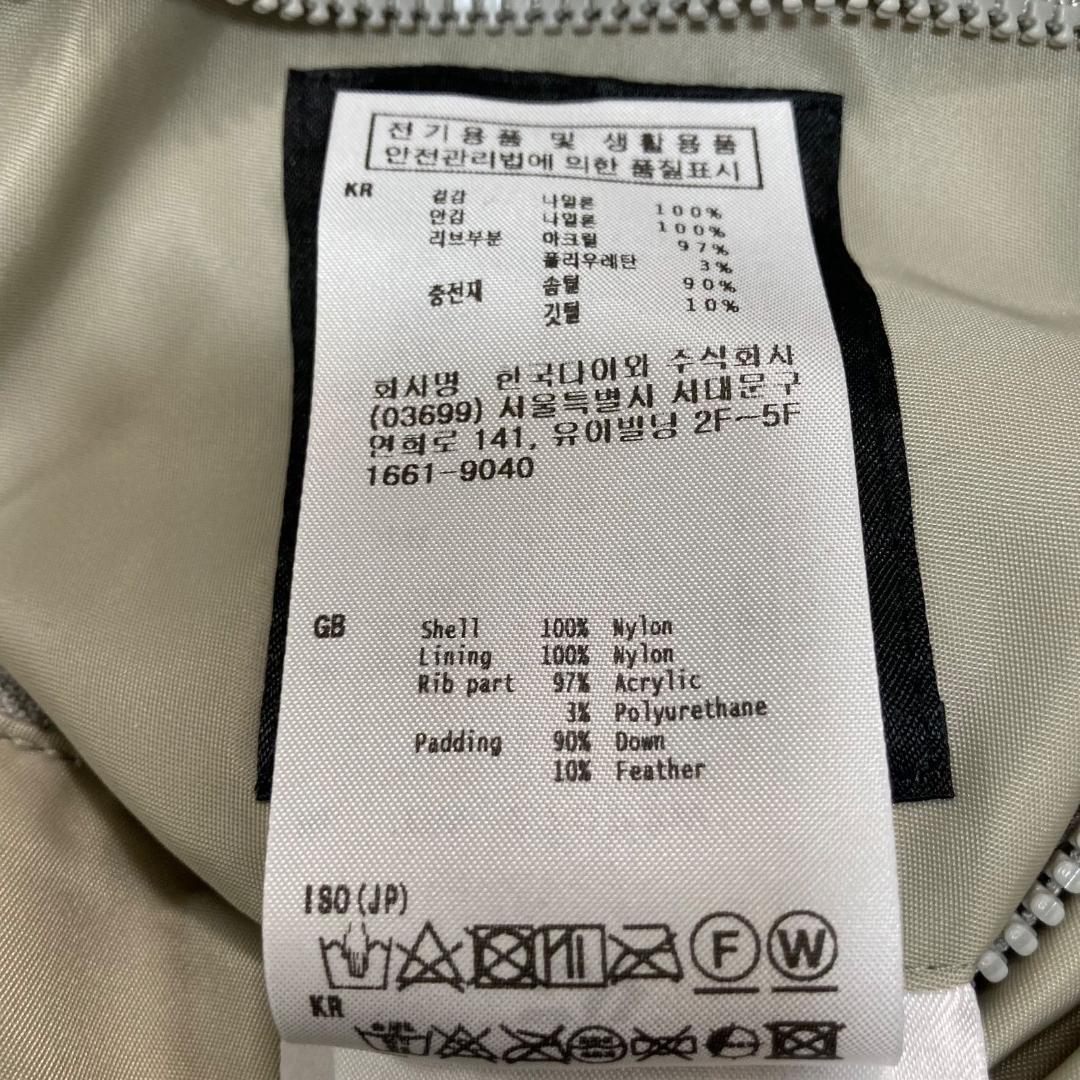 전기용품 및 생활용품
안전관리법에 의한 품질표시
KR 겉감 나일론 100%
안감 나일론 100%
리브부분 아크릴 97%
폴리우레탄 3%
충전재 솜털 90%
깃털 10%
회사명 한국다이와 주식회사
(03699) 서울특별시 서대문구
연희로 141, 유이빌딩 2F~5F
1661-9040
GB Shell 100% Nylon
Lining 100% Nylon
Rib part 97% Acrylic
3% Polyurethane
Padding 90% Down
10% Feather
ISO(JP)
F W
KR